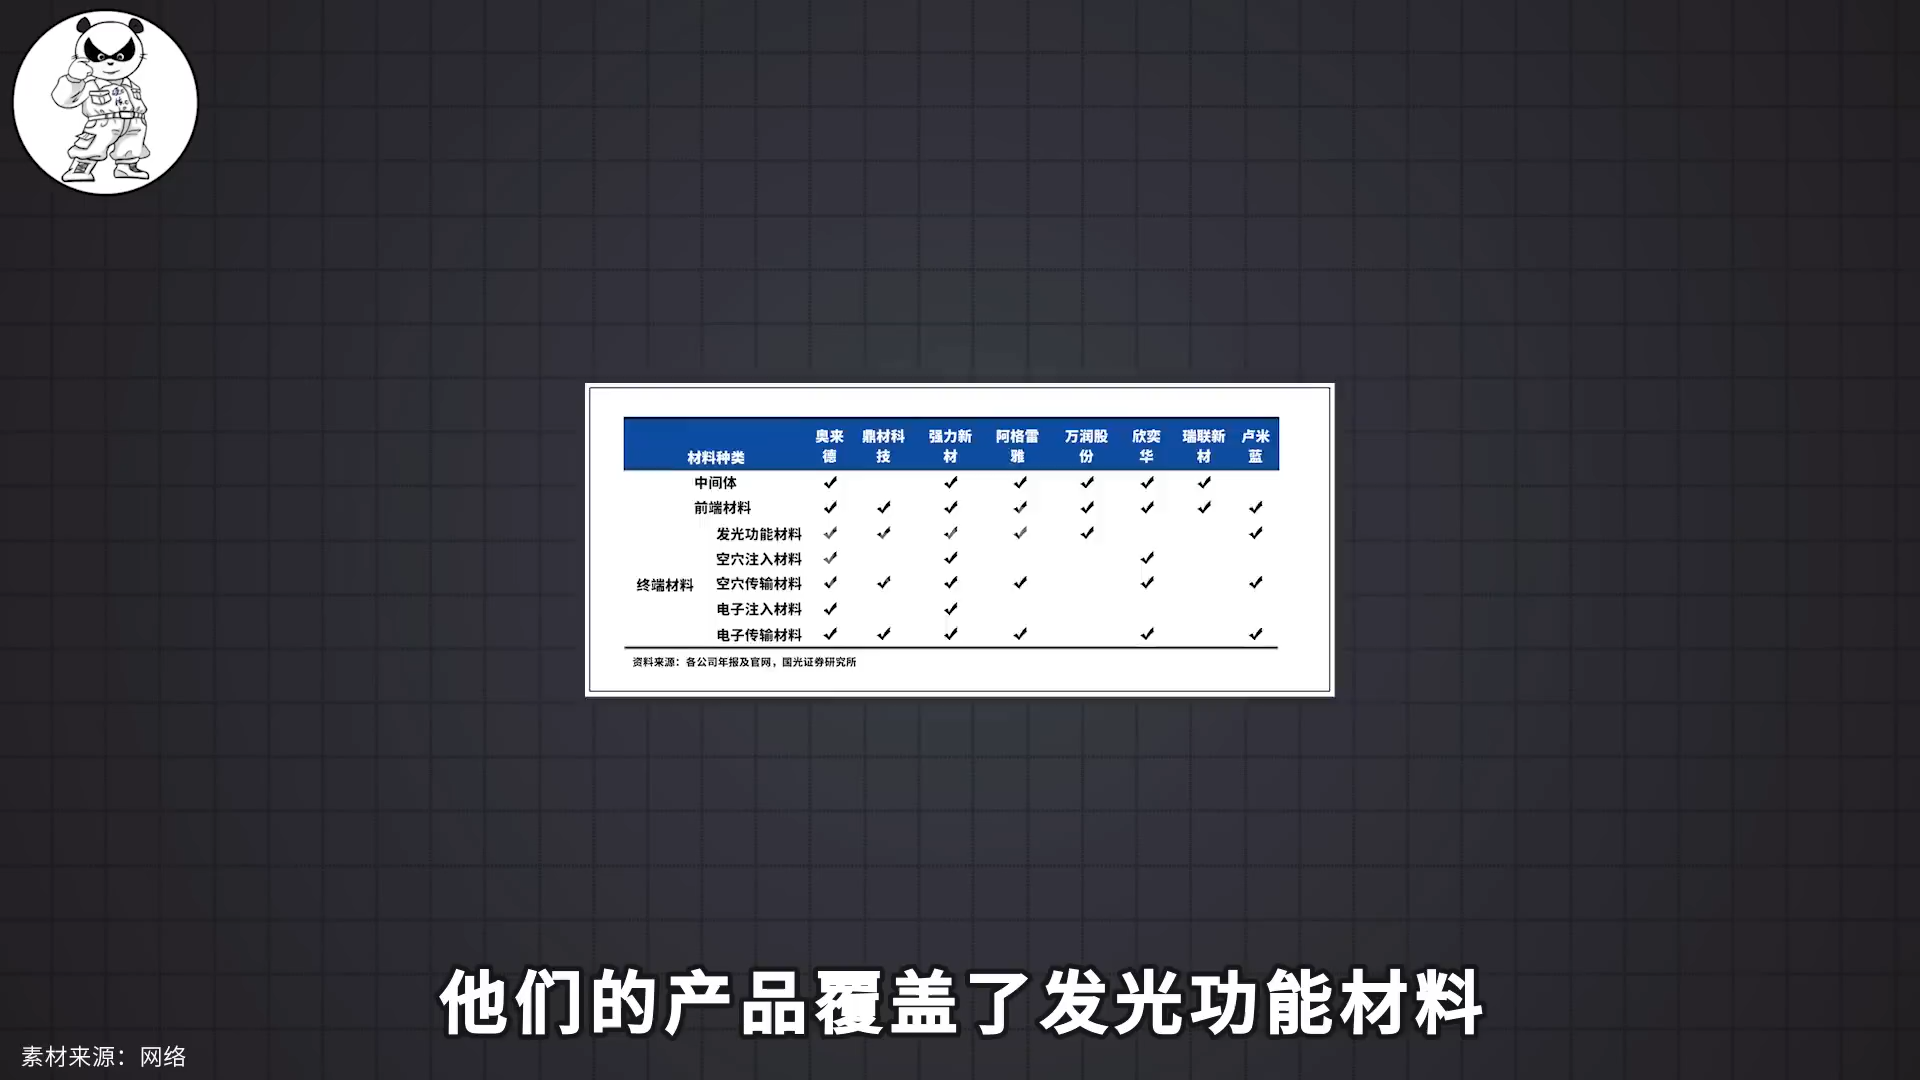 奥来 鼎材科 强力新 阿格雷 万润股 欣奕 瑞联新 卢米
材料种类 德 技 材 雅 份 华 材 蓝
中间体 ✓ ✓ ✓ ✓ ✓ ✓
前端材料 ✓ ✓ ✓ ✓ ✓ ✓ ✓ ✓
发光功能材料 ✓ ✓ ✓ ✓ ✓ ✓
空穴注入材料 ✓ ✓ ✓
终端材料 空穴传输材料 ✓ ✓ ✓ ✓ ✓ ✓
电子注入材料 ✓ ✓
电子传输材料 ✓ ✓ ✓ ✓ ✓ ✓
资料来源：各公司年报及官网，国光证券研究所
他们的产品覆盖了发光功能材料
素材来源：网络